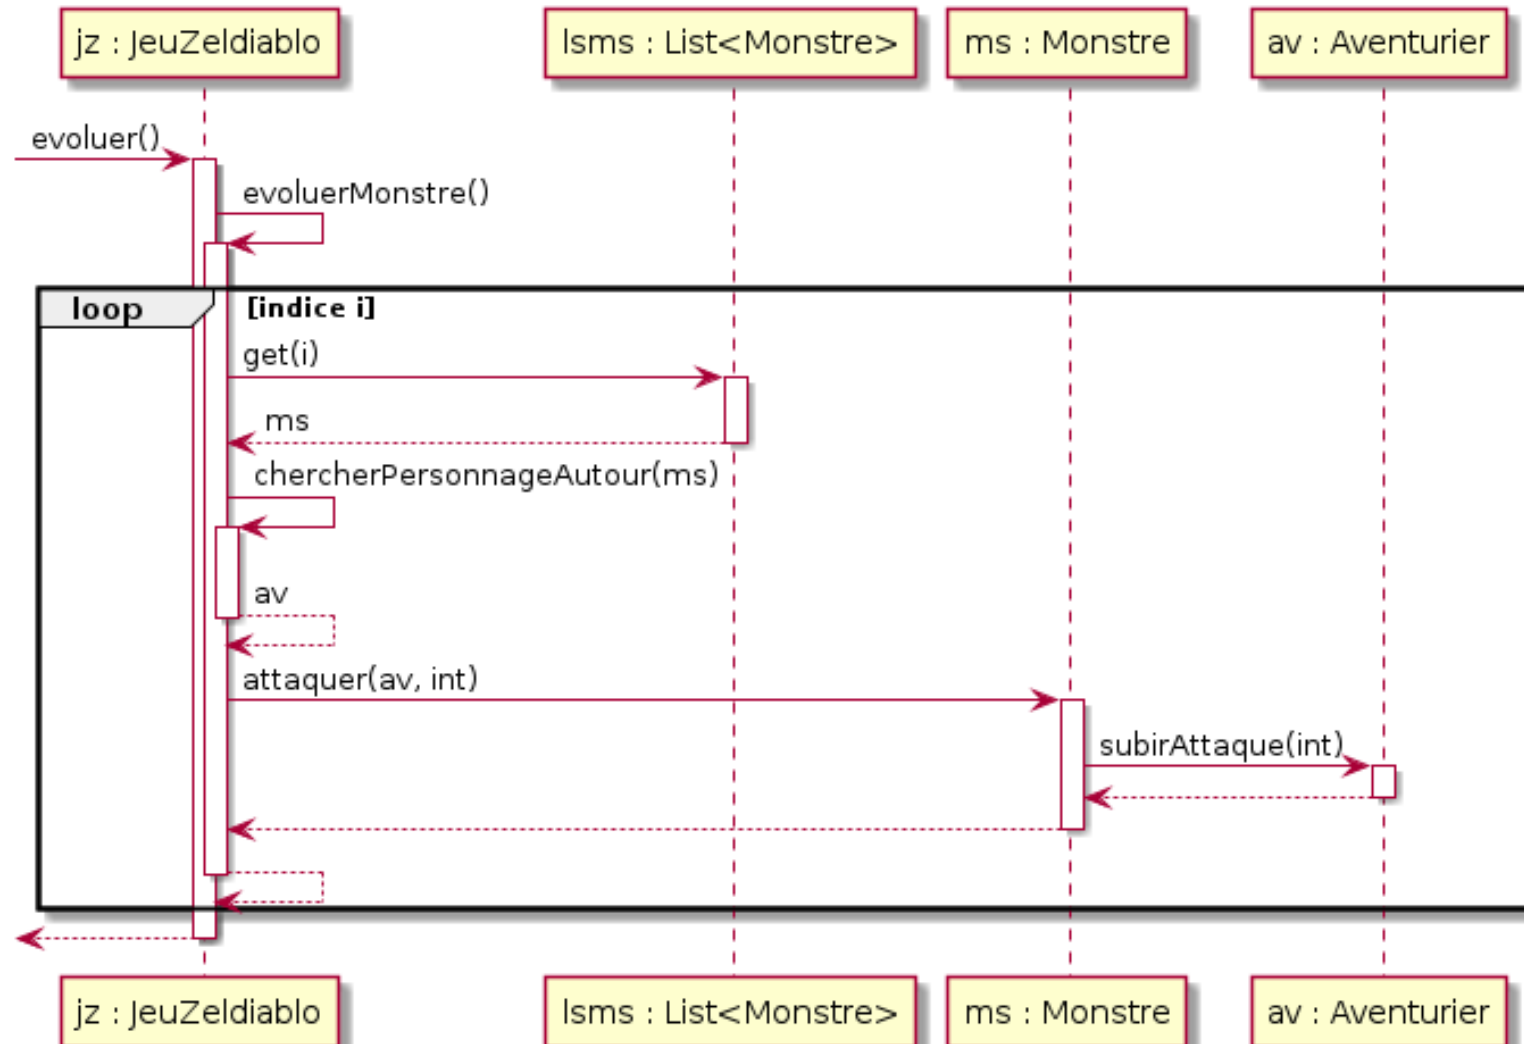 jz : JeuZeldiablo
lsms : List<Monstre>
ms : Monstre
av : Aventurier
evoluer()
evoluerMonstre()
loop
[indice i]
get(i)
ms
chercherPersonnageAutour(ms)
av
attaquer(av, int)
subirAttaque(int)
jz : JeuZeldiablo
lsms : List<Monstre>
ms : Monstre
av : Aventurier